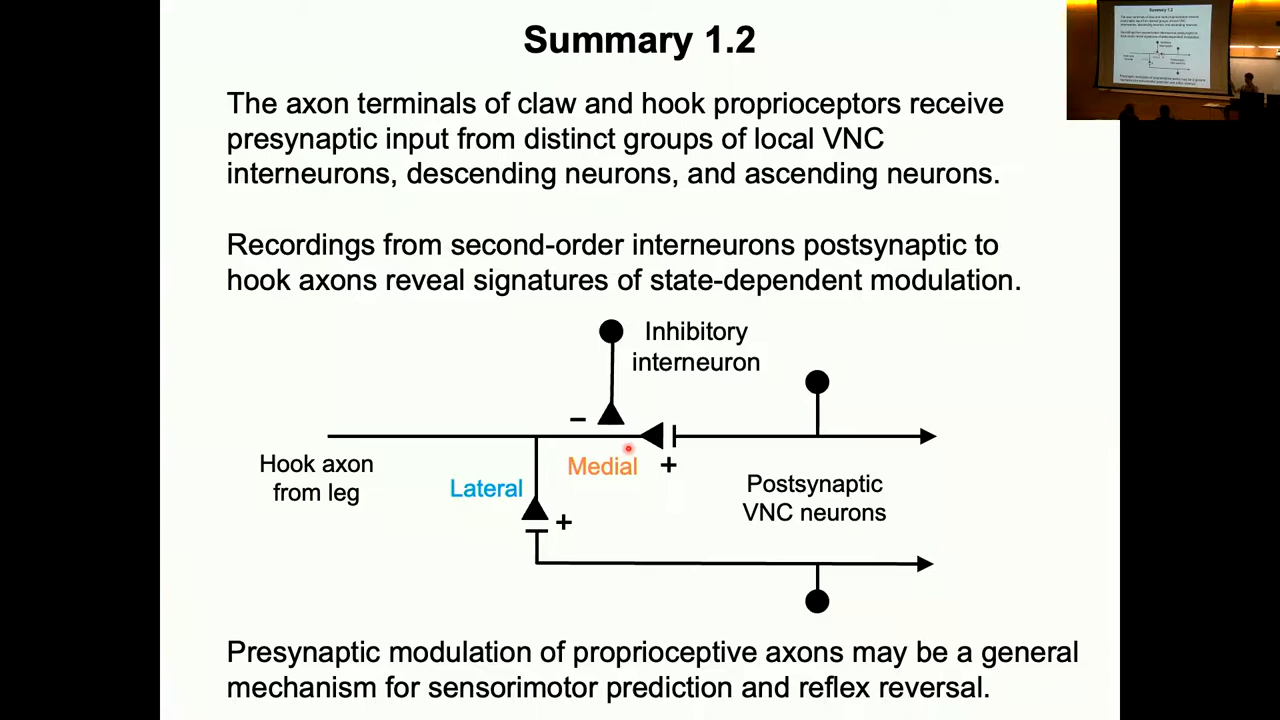 Summary 1.2
The axon terminals of claw and hook proprioceptors receive
presynaptic input from distinct groups of local VNC
interneurons, descending neurons, and ascending neurons.
Recordings from second-order interneurons postsynaptic to
hook axons reveal signatures of state-dependent modulation.
Inhibitory
interneuron
−
Hook axon
from leg
Medial
+
Lateral
+
Postsynaptic
VNC neurons
Presynaptic modulation of proprioceptive axons may be a general
mechanism for sensorimotor prediction and reflex reversal.
Summary 1.2